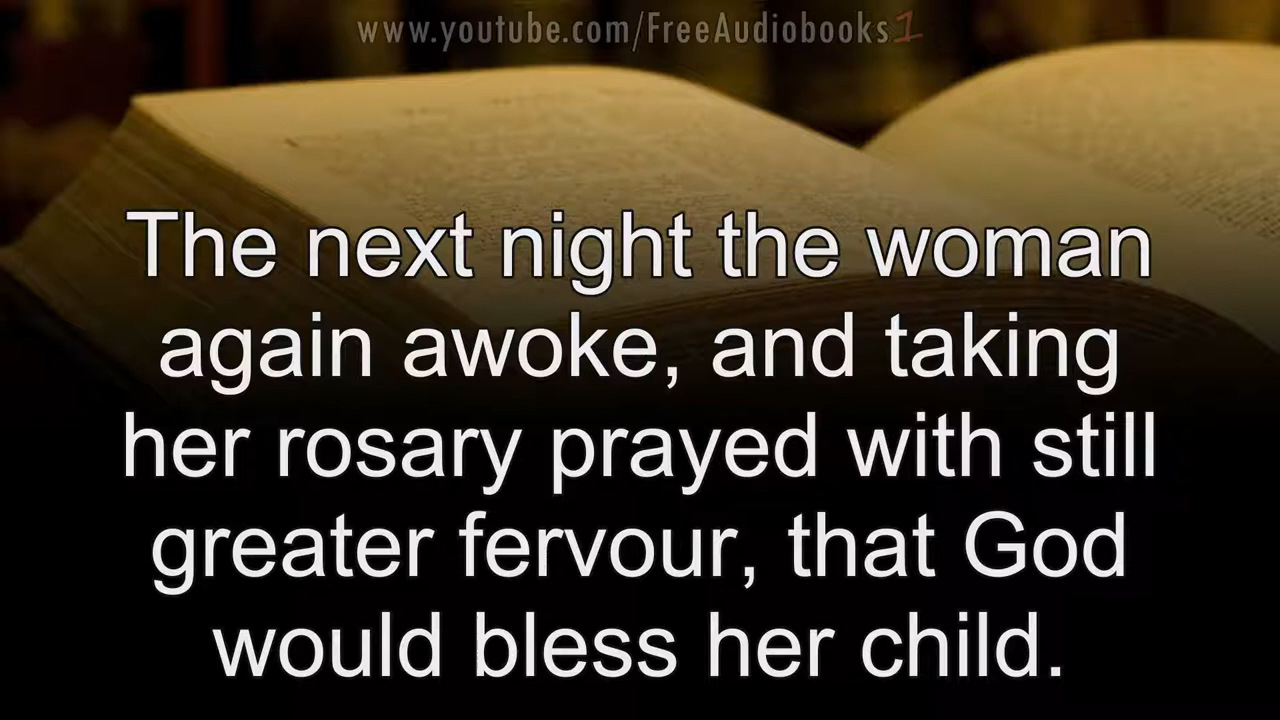 www.youtube.com/FreeAudiobooks1
The next night the woman
again awoke, and taking
her rosary prayed with still
greater fervour, that God
would bless her child.